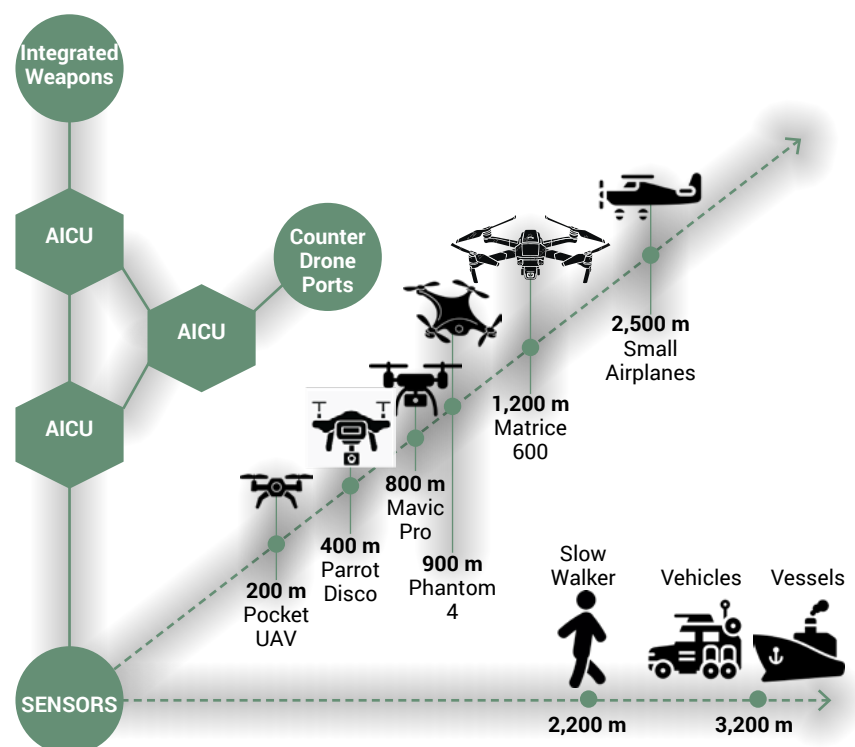 Integrated
Weapons
AICU
Counter
Drone
Ports
AICU
AICU
SENSORS
200 m
Pocket
UAV
400 m
Parrot
Disco
800 m
Mavic
Pro
900 m
Phantom
4
1,200 m
Matrice
600
2,500 m
Small
Airplanes
Slow
Walker
Vehicles
Vessels
2,200 m
3,200 m